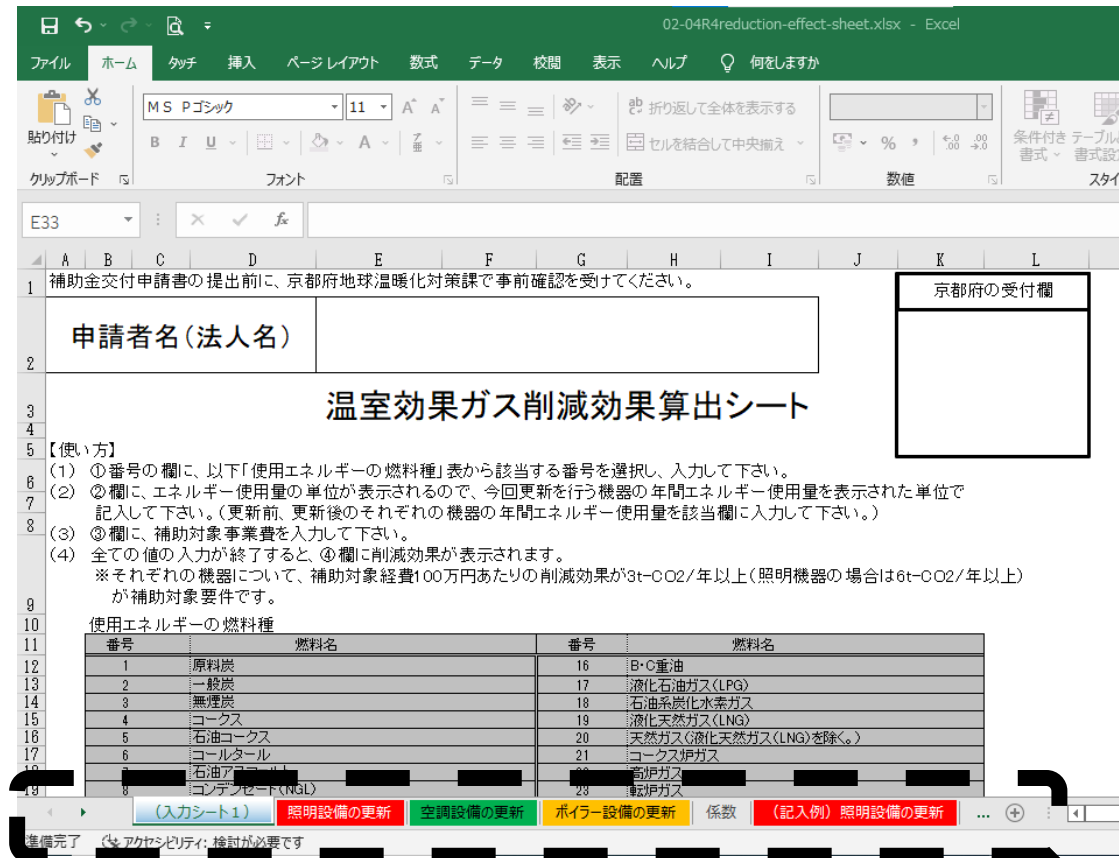 02-04R4reduction-effect-sheet.xlsx - Excel
ファイル ホーム タッチ 挿入 ページ レイアウト 数式 データ 校閲 表示 ヘルプ 何をしますか
貼り付け
ＭＳ Ｐゴシック 11 A A
折り返して全体を表示する
B I U A
セルを結合して中央揃え
% , .00 .00
条件付き
書式
クリップボード フォント 配置 数値
E33 fx
A B C D E F G H I J K L
1 補助金交付申請書の提出前に、京都府地球温暖化対策課で事前確認を受けてください。
京都府の受付欄
申請者名(法人名)
2
3 温室効果ガス削減効果算出シート
4
5 【使い方】
6 (1) ①番号の欄に、以下「使用エネルギーの燃料種」表から該当する番号を選択し、入力して下さい。
7 (2) ②欄に、エネルギー使用量の単位が表示されるので、今回更新を行う機器の年間エネルギー使用量を表示された単位で
記入して下さい。(更新前、更新後のそれぞれの機器の年間エネルギー使用量を該当欄に入力して下さい。)
8 (3) ③欄に、補助対象事業費を入力して下さい。
(4) 全ての値の入力が終了すると、④欄に削減効果が表示されます。
※それぞれの機器について、補助対象経費100万円あたりの削減効果が3t-CO2/年以上(照明機器の場合は6t-CO2/年以上)
9 が補助対象要件です。
10 使用エネルギーの燃料種
11 番号 燃料名 番号 燃料名
12 1 原料炭 16 B・C重油
13 2 一般炭 17 液化石油ガス(LPG)
14 3 無煙炭 18 石油系炭化水素ガス
15 4 コークス 19 液化天然ガス(LNG)
16 5 石油コークス 20 天然ガス(液化天然ガス(LNG)を除く。)
17 6 コールタール 21 コークス炉ガス
高炉ガス
8 コンデンセート(NGL) 23 転炉ガス
(入力シート１) 照明設備の更新 空調設備の更新 ボイラー設備の更新 係数 (記入例) 照明設備の更新 ...
準備完了 アクセシビリティ: 検討が必要です